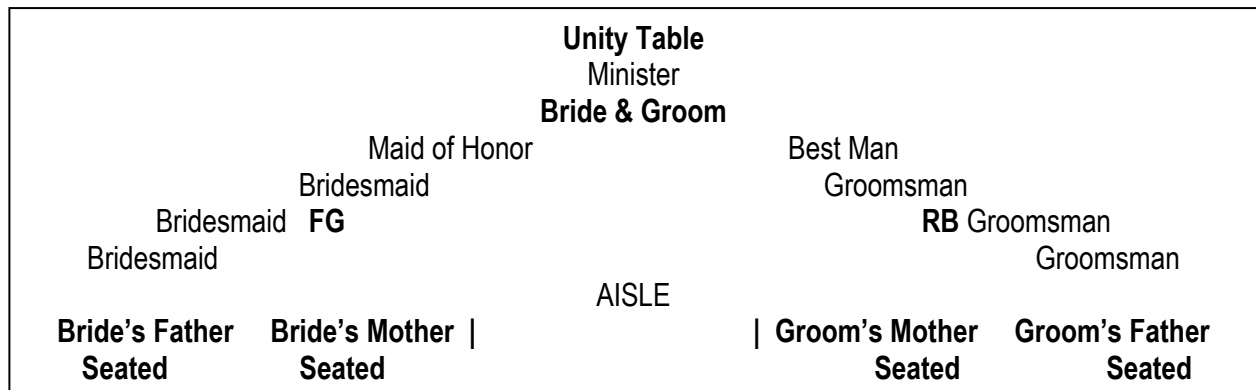 Unity Table
Minister
Bride & Groom
Maid of Honor Best Man
Bridesmaid Groomsman
Bridesmaid FG RB Groomsman
Bridesmaid Groomsman
AISLE
Bride’s Father Bride’s Mother | | Groom’s Mother Groom’s Father
Seated Seated Seated Seated